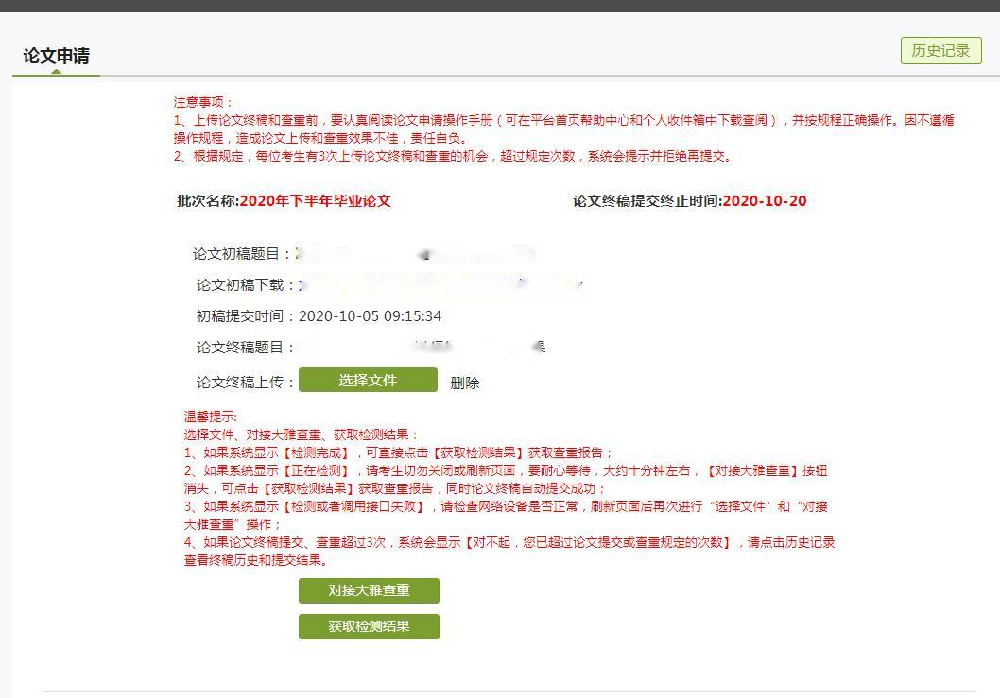 论文申请
历史记录
注意事项：
1、上传论文终稿和查重前，要认真阅读论文申请操作手册（可在平台首页帮助中心和个人收件箱中下载查阅），并按规程正确操作。因不遵循
操作规程，造成论文上传和查重效果不佳，责任自负。
2、根据规定，每位考生有3次上传论文终稿和查重的机会，超过规定次数，系统会提示并拒绝再提交。
批次名称:2020年下半年毕业论文 论文终稿提交终止时间:2020-10-20
论文初稿题目：
论文初稿下载：
初稿提交时间：2020-10-05 09:15:34
论文终稿题目：
论文终稿上传： 选择文件 删除
温馨提示:
选择文件、对接大雅查重、获取检测结果：
1、如果系统显示【检测完成】，可直接点击【获取检测结果】获取查重报告；
2、如果系统显示【正在检测】，请考生切勿关闭或刷新页面，要耐心等待，大约十分钟左右，【对接大雅查重】按钮
消失，可点击【获取检测结果】获取查重报告，同时论文终稿自动提交成功；
3、如果系统显示【检测或者调用接口失败】，请检查网络设备是否正常，刷新页面后再次进行“选择文件”和“对接
大雅查重”操作；
4、如果论文终稿提交、查重超过3次，系统会显示【对不起，您已超过论文提交或查重规定的次数】，请点击历史记录
查看终稿历史和提交结果。
对接大雅查重
获取检测结果